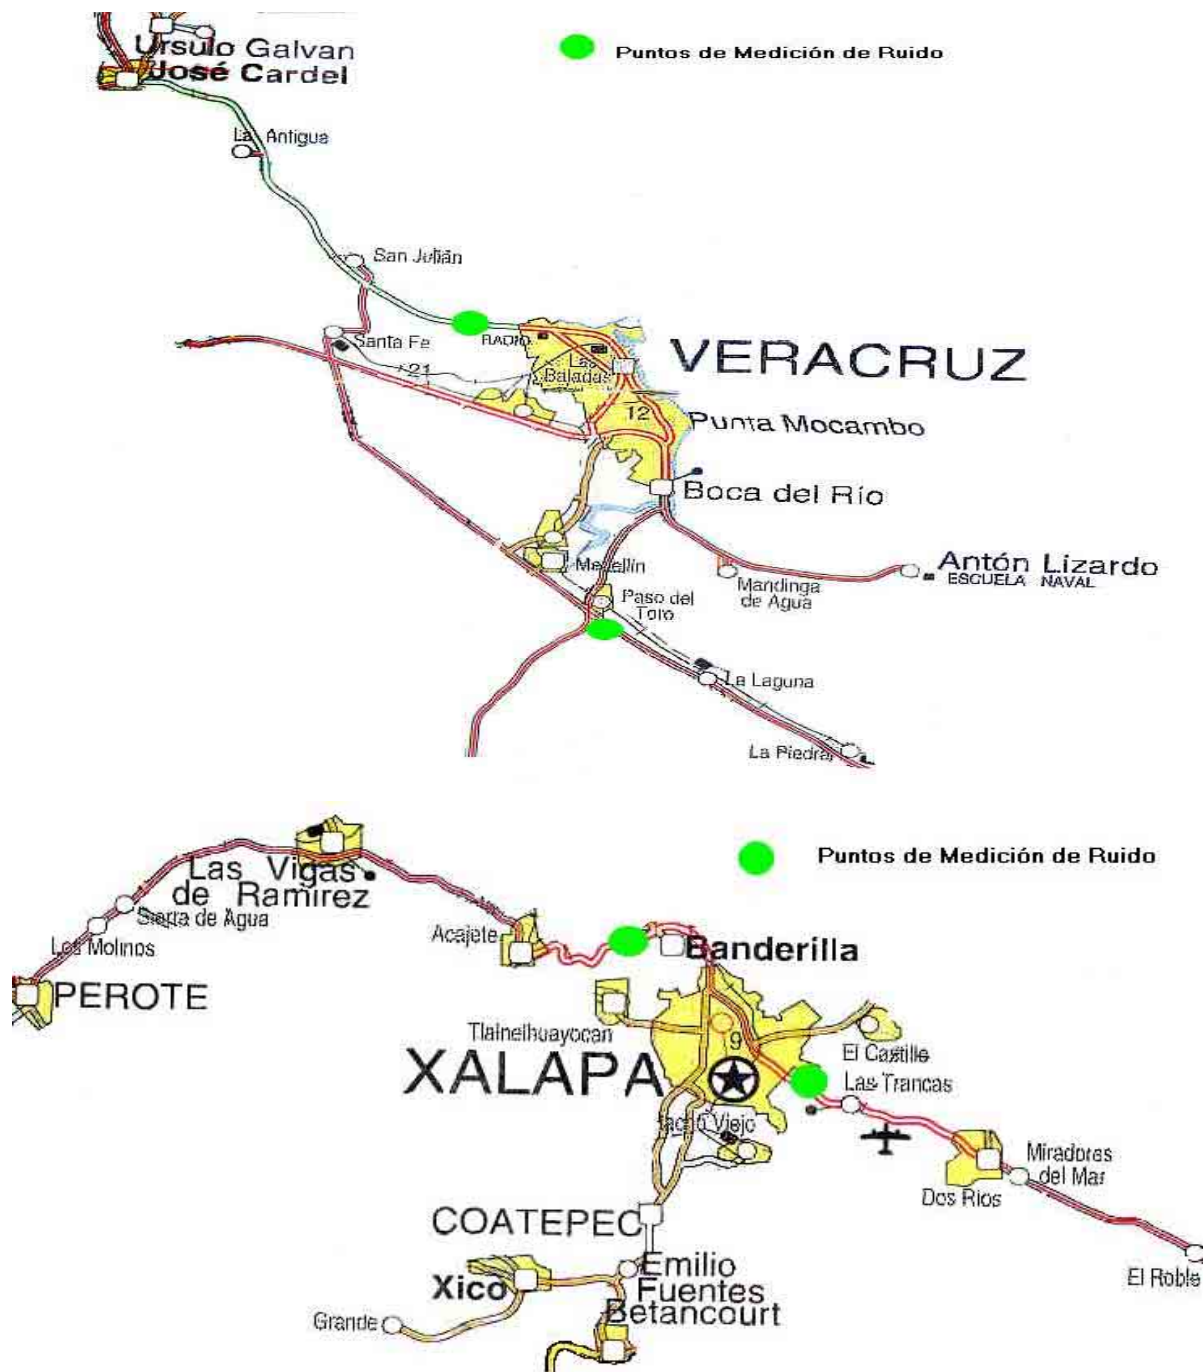 Ursulo Galvan
José Cardel
Puntos de Medición de Ruido
La Antigua
San Julián
Santa Fe
RADIO
VERACRUZ
Las
Baladas
21
12
Punta Mocambo
Boca del Río
Medellín
Antón Lizardo
ESCUELA NAVAL
Mandinga
de Agua
Paso del
Toro
La Laguna
La Piedra
Puntos de Medición de Ruido
Las Vigas
de Ramirez
Sierra de Agua
Los Molinos
Acajete
Banderilla
PEROTE
Tlalnelhuayocan
9
El Castillo
XALAPA
Las Trancas
Viejo
Miradores
del Mar
Dos Rios
COATEPEC
El Roble
Emilio
Fuentes
Betancourt
Xico
Grande